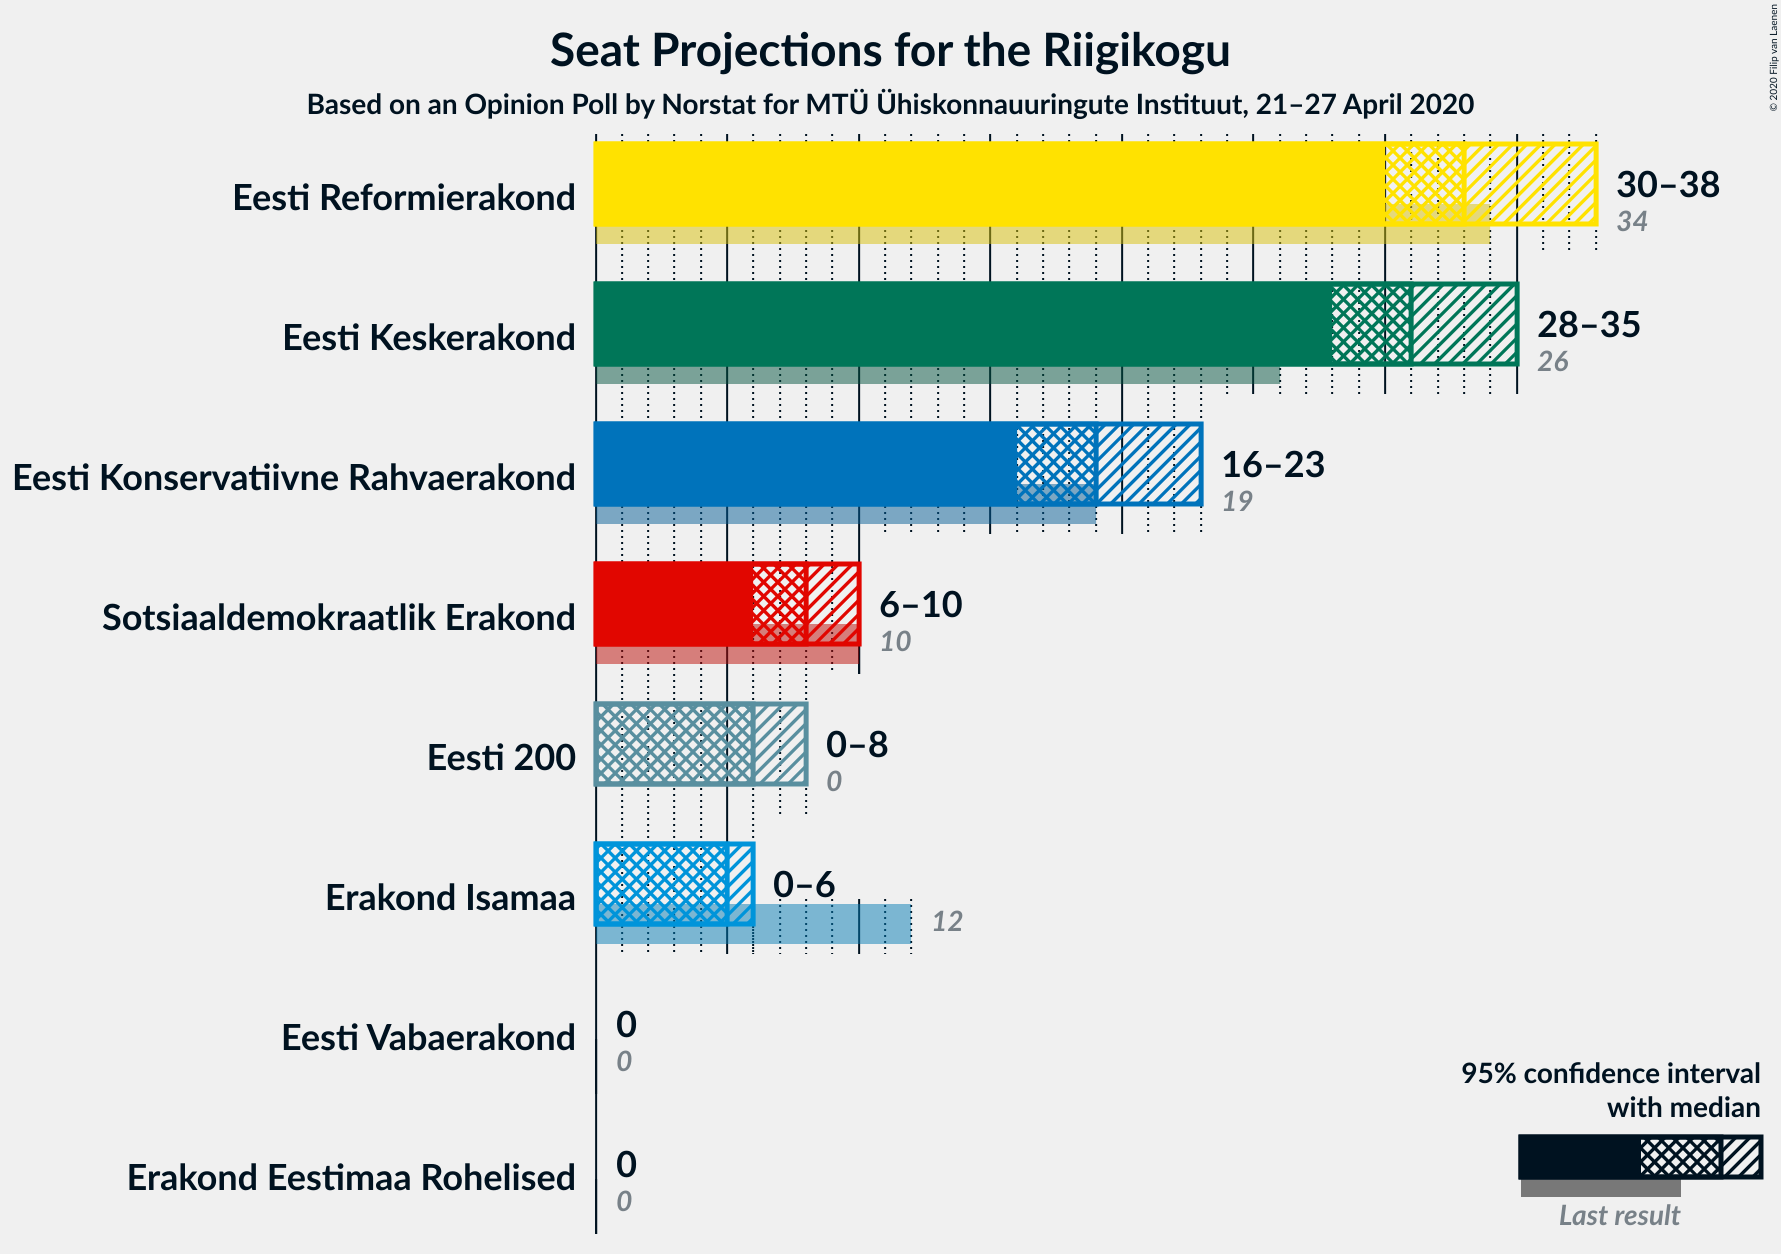 Seat Projections for the Riigikogu
Based on an Opinion Poll by Norstat for MTÜ Ühiskonnauuringute Instituut, 21–27 April 2020
© 2020 Filip van Laenen
Eesti Reformierakond
30–38
34
Eesti Keskerakond
28–35
26
Eesti Konservatiivne Rahvaerakond
16–23
19
Sotsiaaldemokraatlik Erakond
6–10
10
Eesti 200
0–8
0
Erakond Isamaa
0–6
12
Eesti Vabaerakond
0
0
Erakond Eestimaa Rohelised
0
0
95% confidence interval
with median
Last result